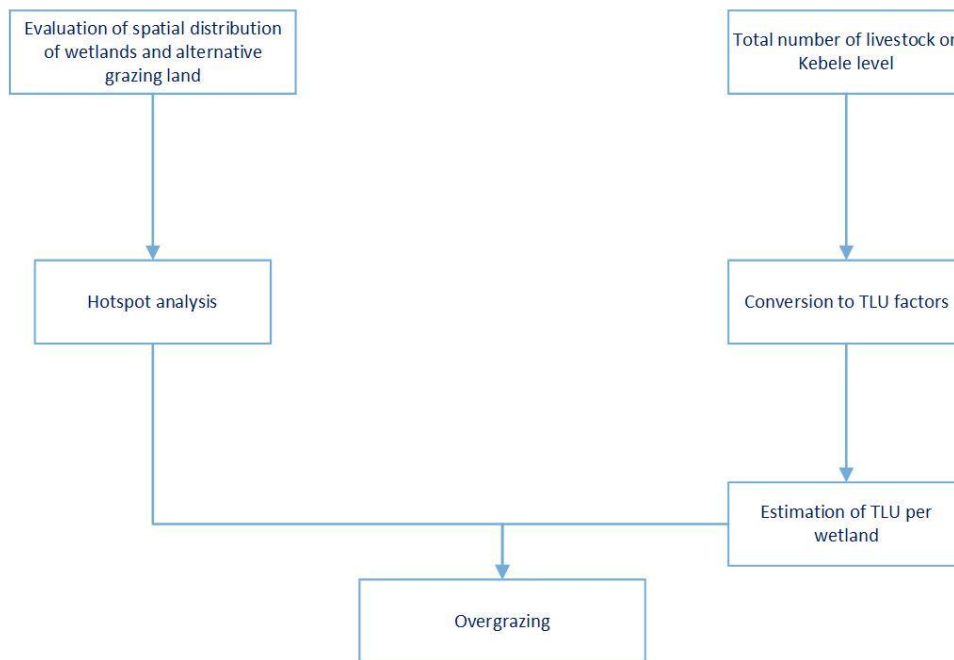 Evaluation of spatial distribution
of wetlands and alternative
grazing land
Total number of livestock on
Kebele level
Hotspot analysis
Conversion to TLU factors
Estimation of TLU per
wetland
Overgrazing